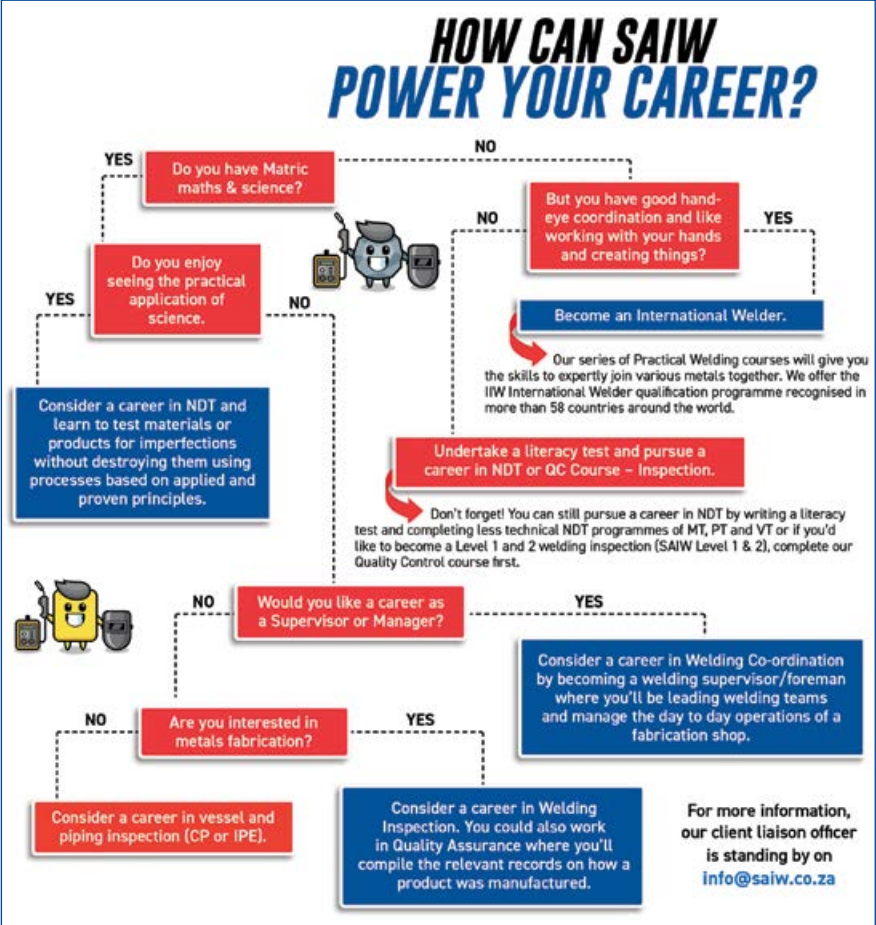 HOW CAN SAIW
POWER YOUR CAREER?
YES
NO
Do you have Matric
maths & science?
But you have good hand-
eye coordination and like
working with your hands
and creating things?
NO
YES
Do you enjoy
seeing the practical
application of
science.
YES
NO
Become an International Welder.
Our series of Practical Welding courses will give you
the skills to expertly join various metals together. We offer the
IIW International Welder qualification programme recognised in
more than 58 countries around the world.
Consider a career in NDT and
learn to test materials or
products for imperfections
without destroying them using
processes based on applied and
proven principles.
Undertake a literacy test and pursue a
career in NDT or QC Course – Inspection.
Don't forget! You can still pursue a career in NDT by writing a literacy
test and completing less technical NDT programmes of MT, PT and VT or if you'd
like to become a Level 1 and 2 welding inspection (SAIW Level 1 & 2), complete our
Quality Control course first.
NO
Would you like a career as
a Supervisor or Manager?
YES
Consider a career in Welding Co-ordination
by becoming a welding supervisor/foreman
where you'll be leading welding teams
and manage the day to day operations of a
fabrication shop.
NO
Are you interested in
metals fabrication?
YES
Consider a career in vessel and
piping inspection (CP or IPE).
Consider a career in Welding
Inspection. You could also work
in Quality Assurance where you'll
compile the relevant records on how a
product was manufactured.
For more information,
our client liaison officer
is standing by on
info@saiw.co.za